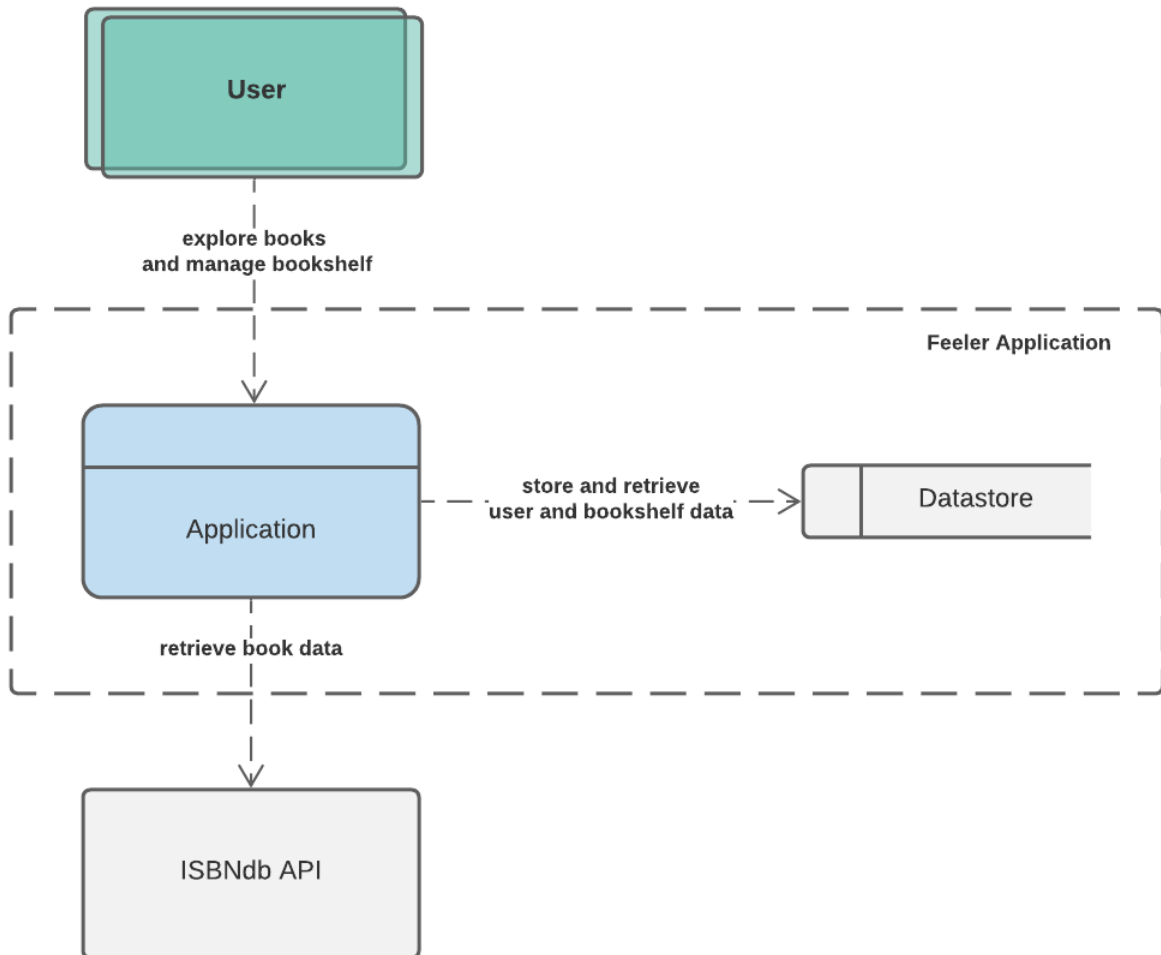 User
explore books
and manage bookshelf
Feeler Application
Application
store and retrieve
user and bookshelf data
Datastore
retrieve book data
ISBNdb API